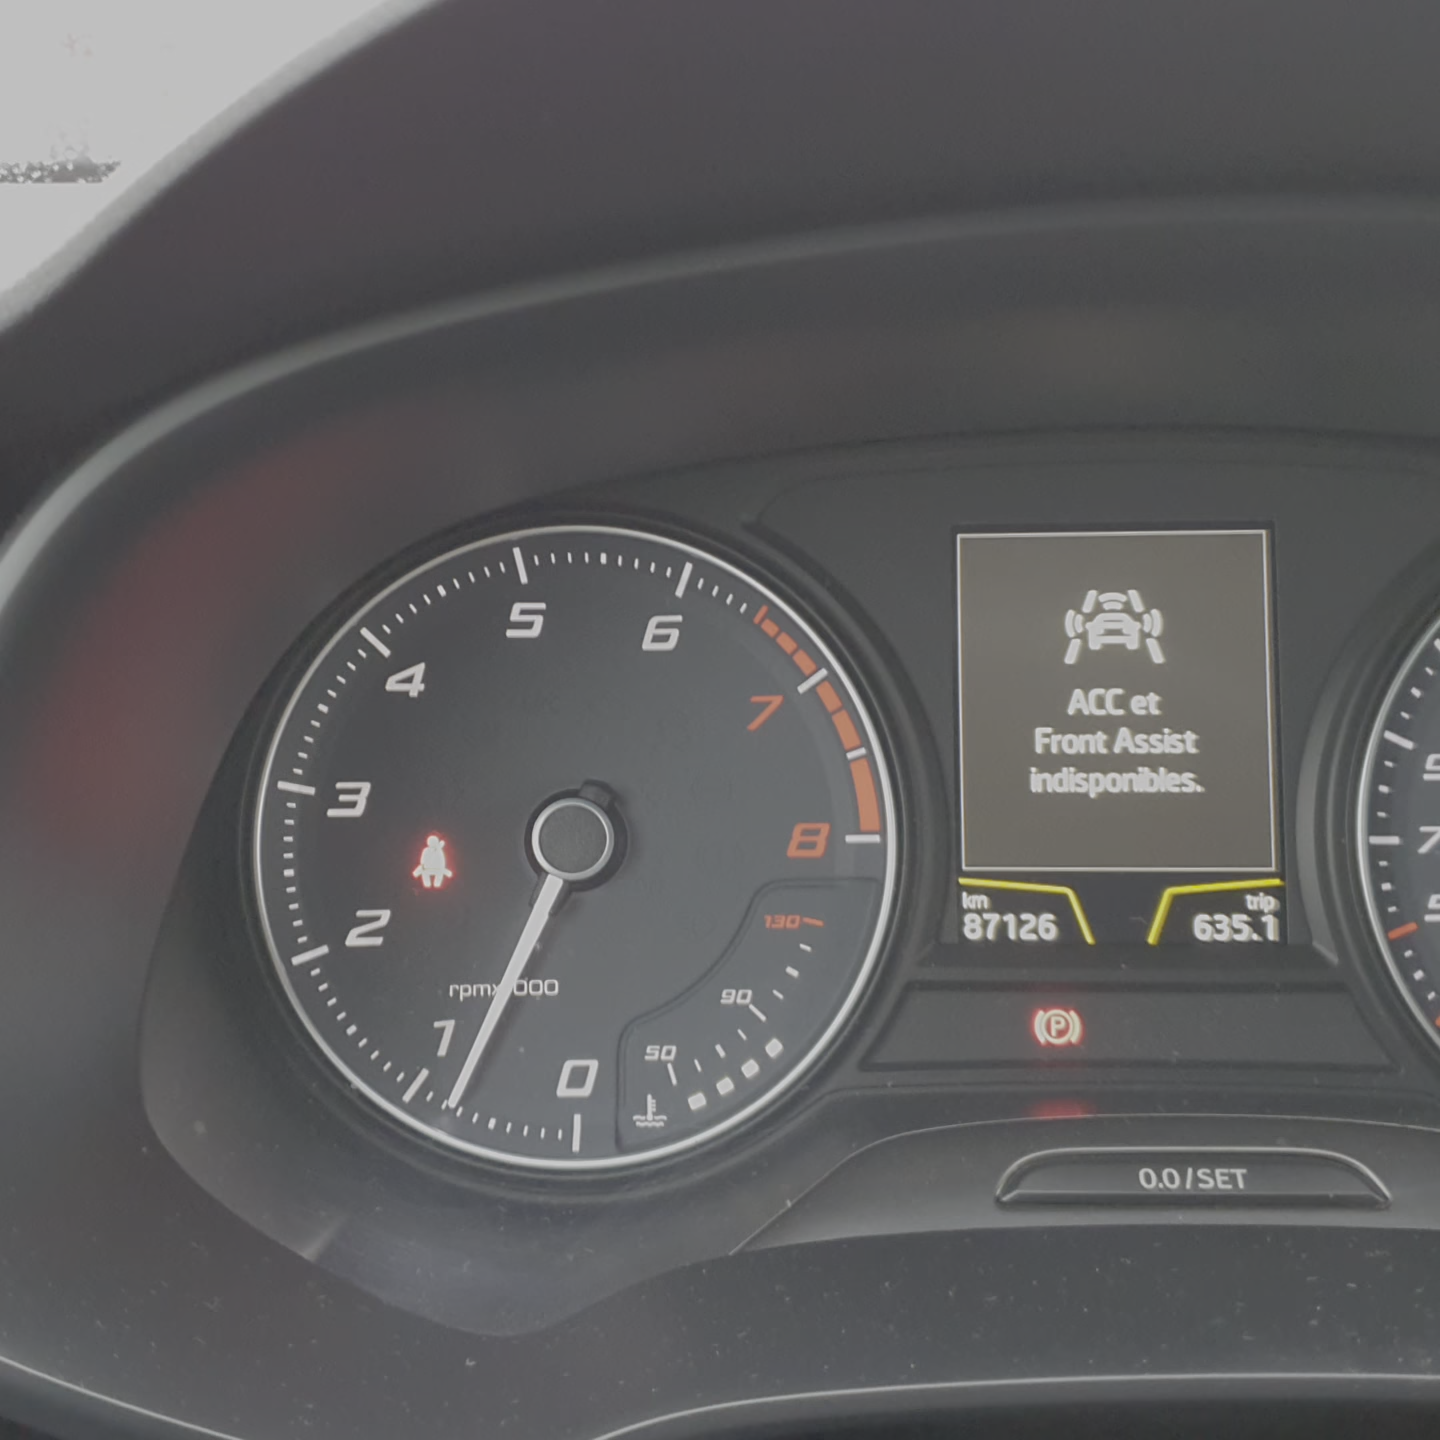 5
6
4
7
3
8
2
130
rpmx1000
90
1
50
0
ACC et
Front Assist
indisponibles.
km
trip
87126
635.1
P
0.0/SET
7